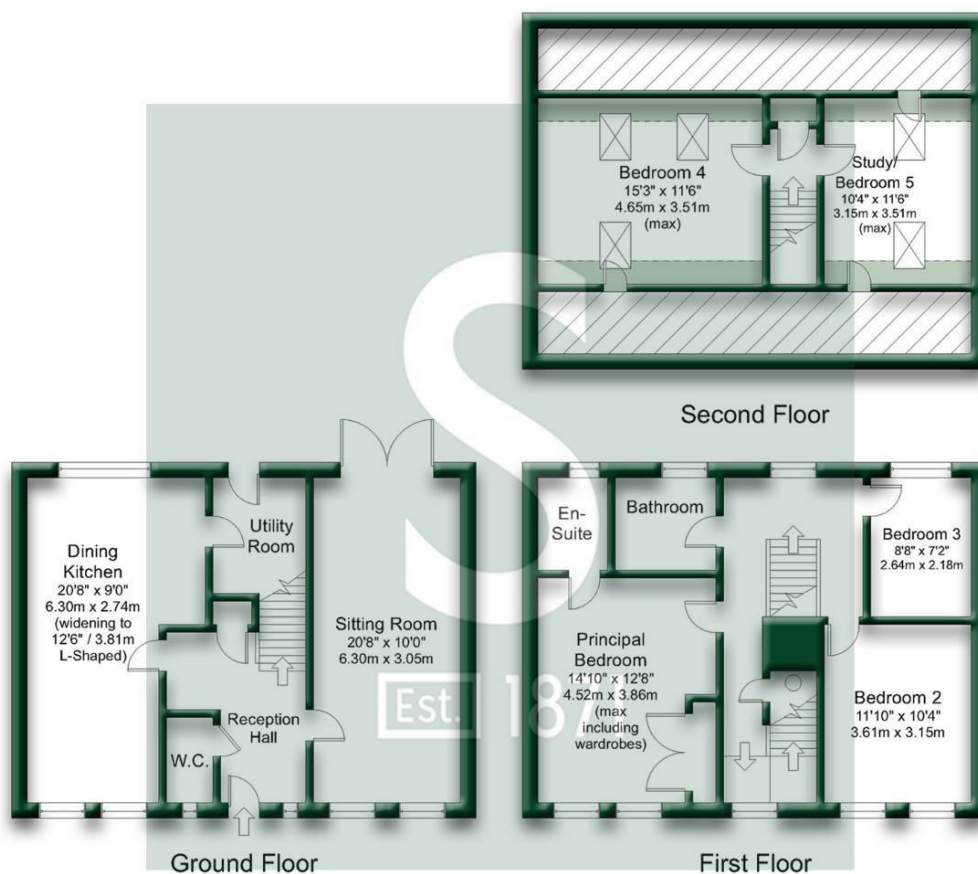 Bedroom 4
15'3" x 11'6"
4.65m x 3.51m
(max)
Study/
Bedroom 5
10'4" x 11'6"
3.15m x 3.51m
(max)
Second Floor
Dining
Kitchen
20'8" x 9'0"
6.30m x 2.74m
(widening to
12'6" / 3.81m
L-Shaped)
Utility
Room
Sitting Room
20'8" x 10'0"
6.30m x 3.05m
Reception
Hall
W.C.
Ground Floor
En-
Suite
Bathroom
Bedroom 3
8'8" x 7'2"
2.64m x 2.18m
Principal
Bedroom
14'10" x 12'8"
4.52m x 3.86m
(max
including
wardrobes)
Bedroom 2
11'10" x 10'4"
3.61m x 3.15m
First Floor
S
Est. 1871